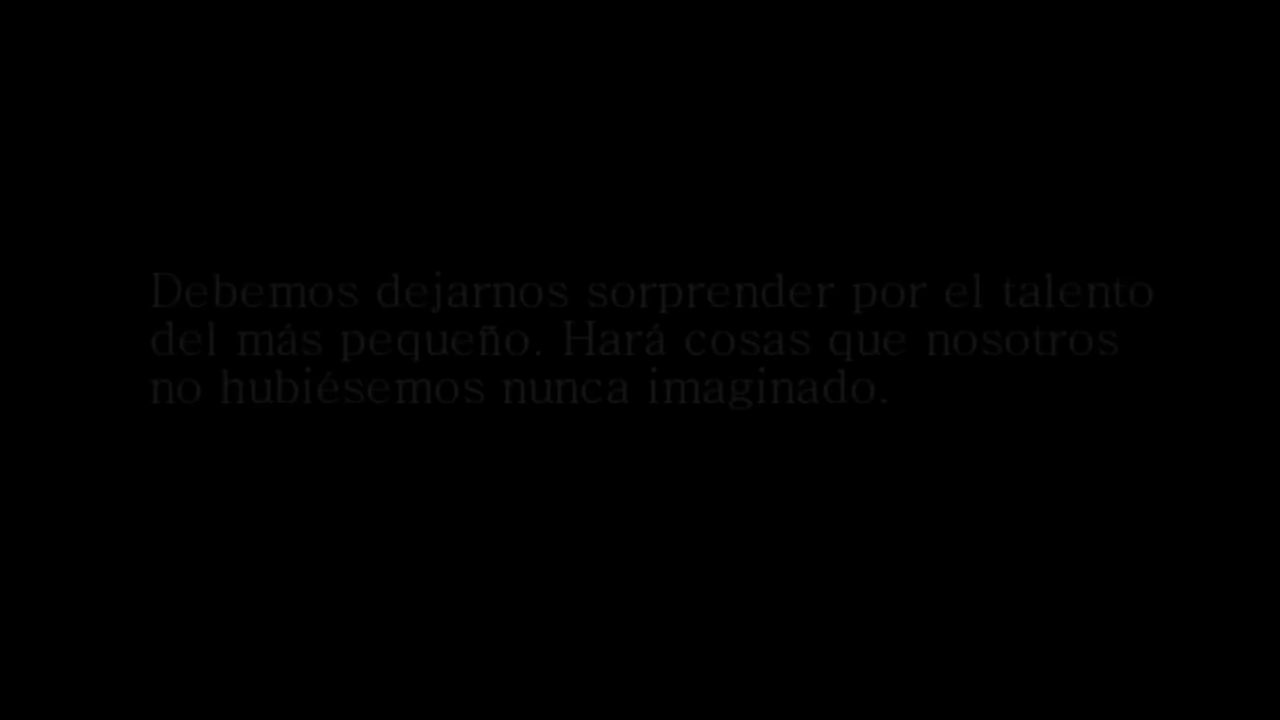 Debemos dejarnos sorprender por el talento
del más pequeño. Hará cosas que nosotros
no hubiésemos nunca imaginado.